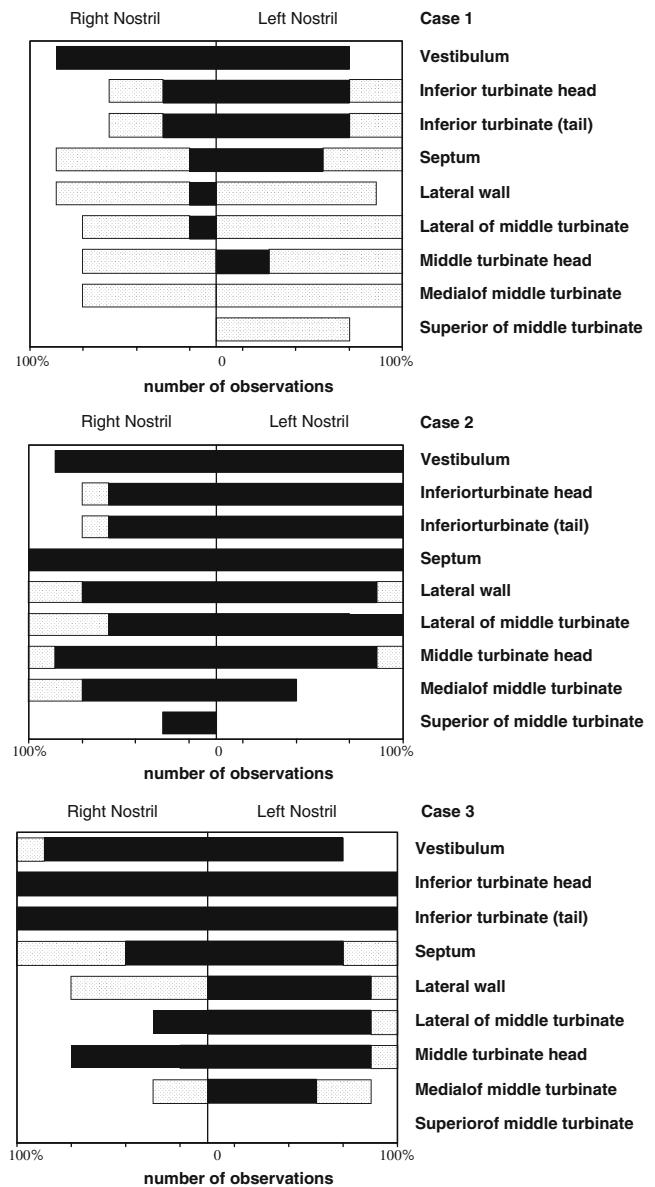 Right Nostril Left Nostril Case 1
Vestibulum
Inferior turbinate head
Inferior turbinate (tail)
Septum
Lateral wall
Lateral of middle turbinate
Middle turbinate head
Medialof middle turbinate
Superior of middle turbinate
100% 0 100%
number of observations
Right Nostril Left Nostril Case 2
Vestibulum
Inferiorturbinate head
Inferiorturbinate (tail)
Septum
Lateral wall
Lateral of middle turbinate
Middle turbinate head
Medialof middle turbinate
Superior of middle turbinate
100% 0 100%
number of observations
Right Nostril Left Nostril Case 3
Vestibulum
Inferior turbinate head
Inferior turbinate (tail)
Septum
Lateral wall
Lateral of middle turbinate
Middle turbinate head
Medialof middle turbinate
Superiorof middle turbinate
100% 0 100%
number of observations